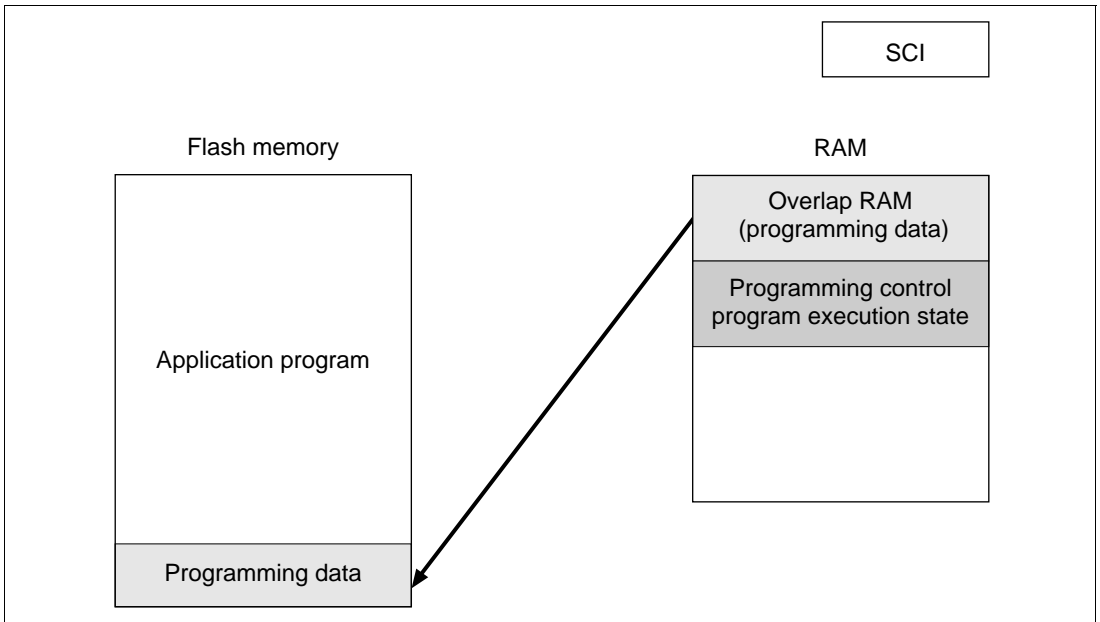 SCI
Flash memory
RAM
Overlap RAM
(programming data)
Programming control
program execution state
Application program
Programming data